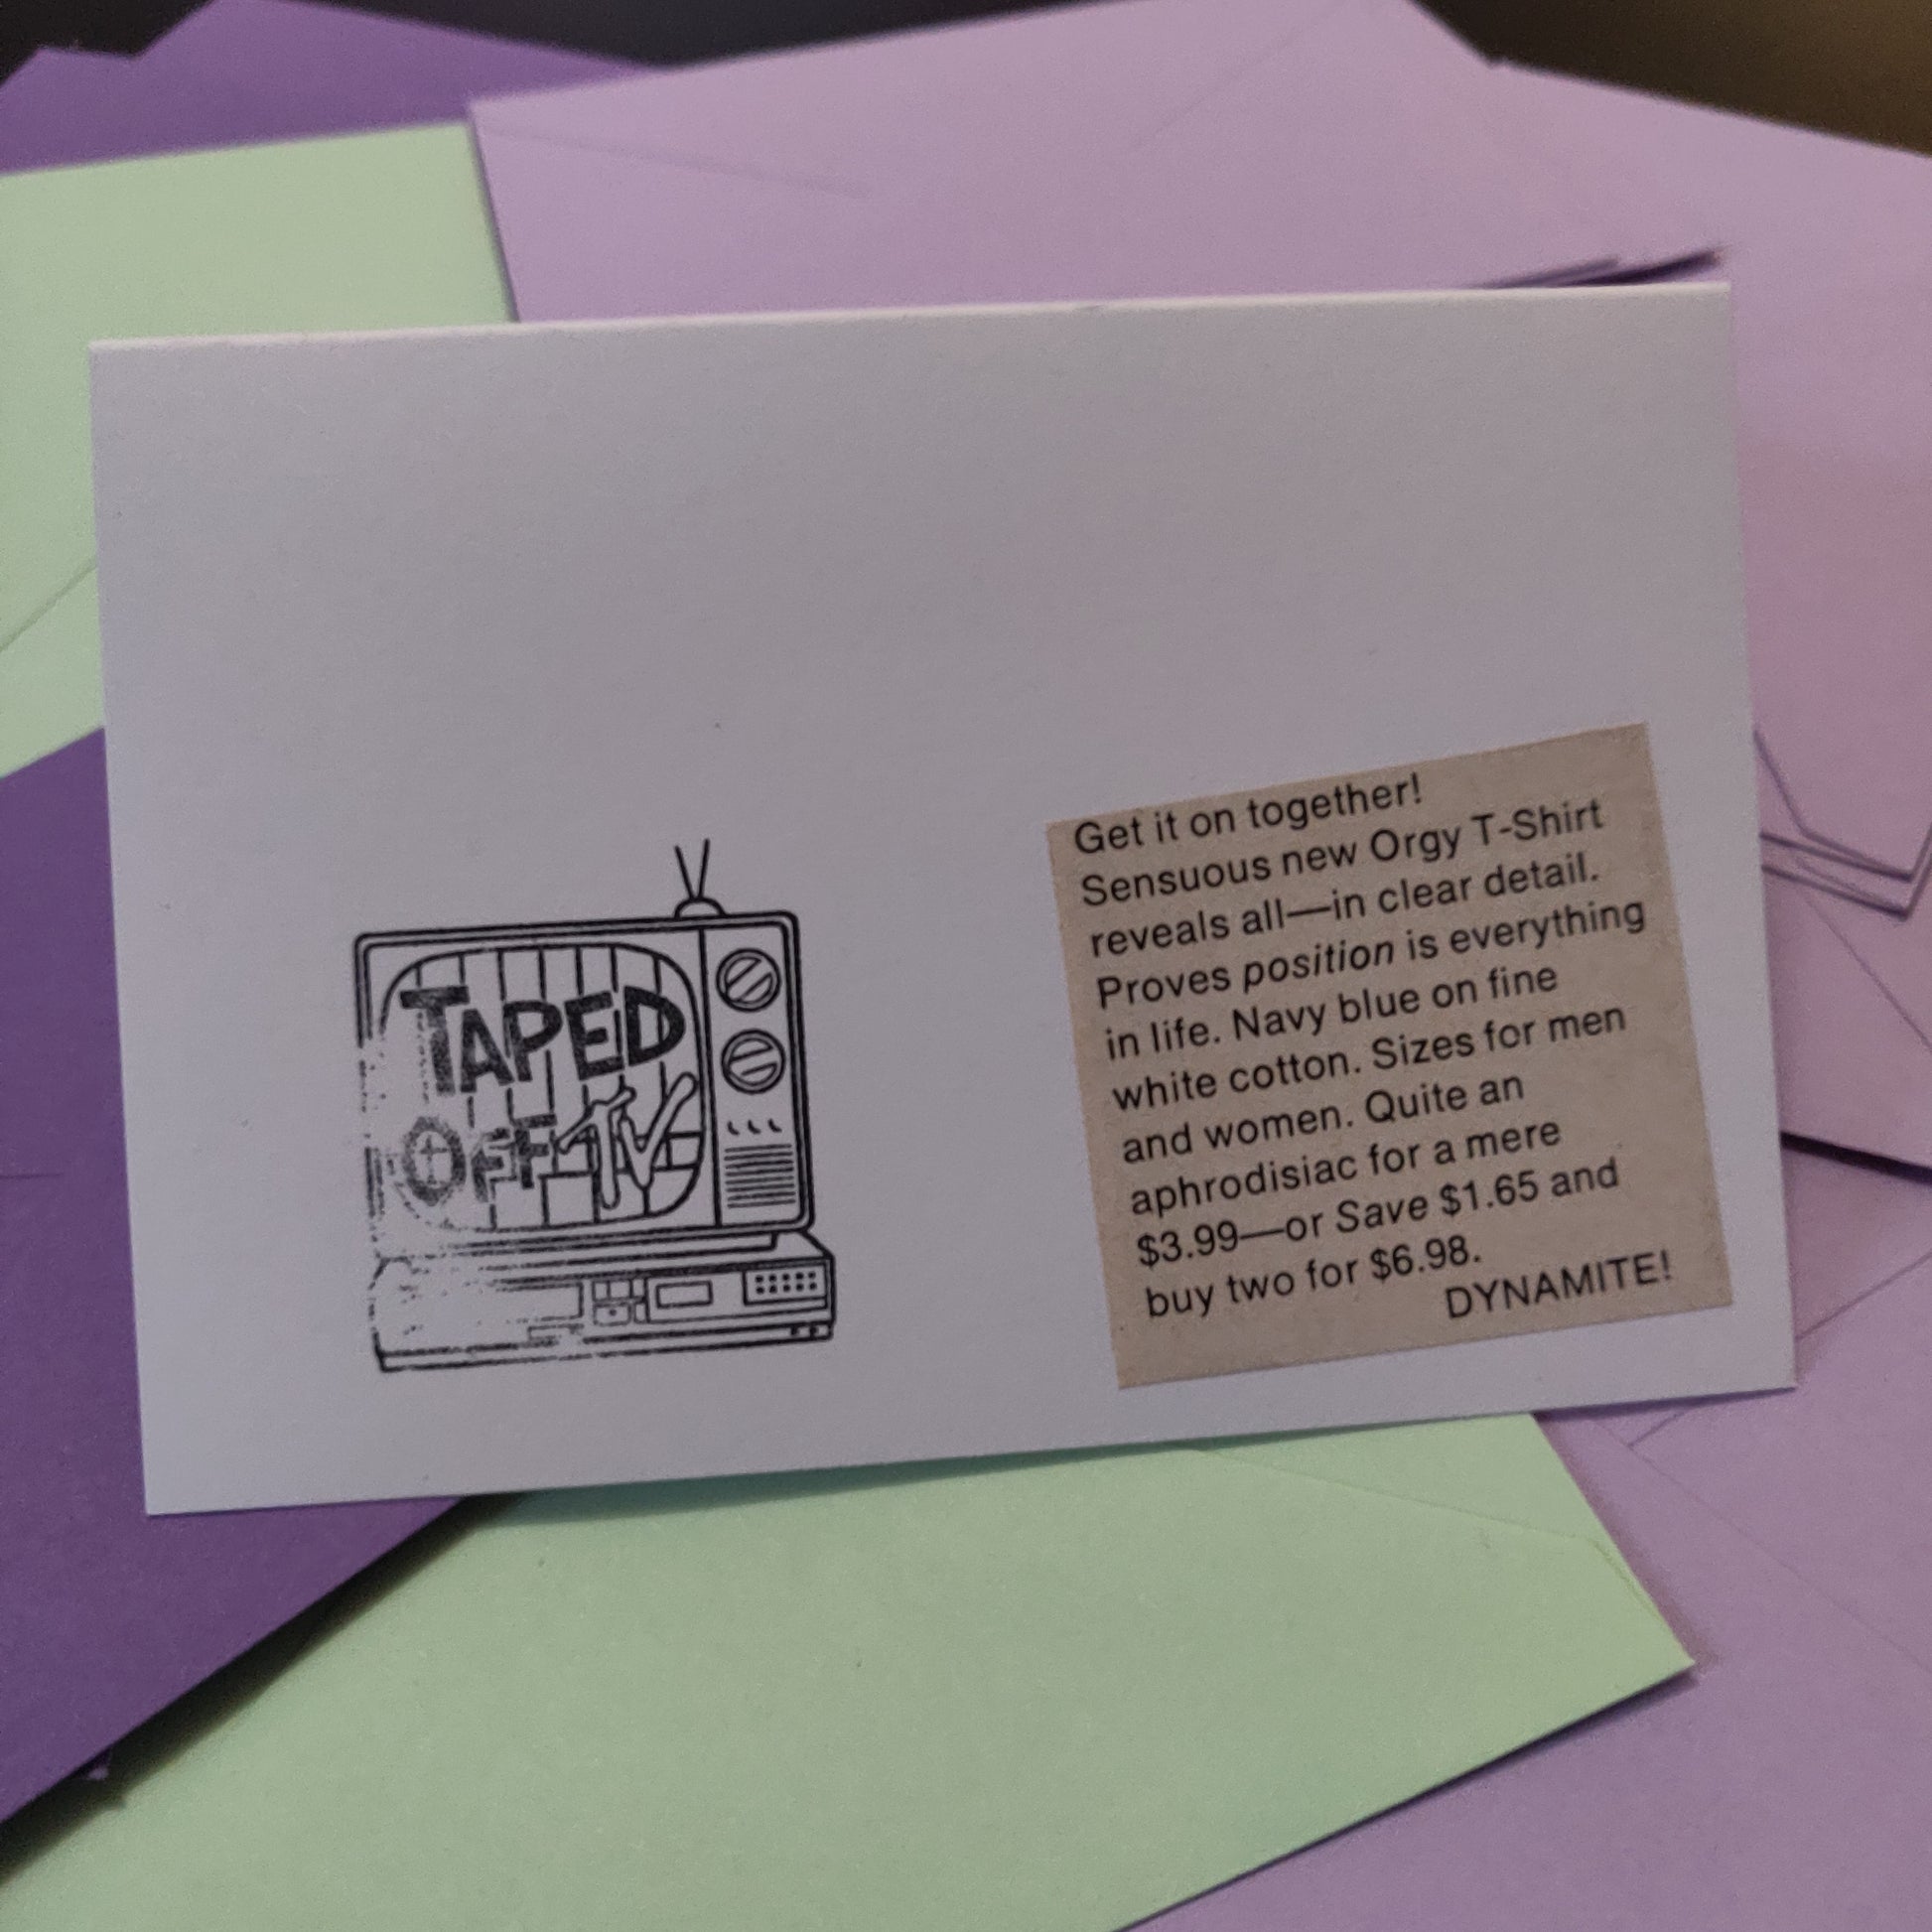 TAPED
OFF TV
Get it on together!
Sensuous new Orgy T-Shirt
reveals all—in clear detail.
Proves position is everything
in life. Navy blue on fine
white cotton. Sizes for men
and women. Quite an
aphrodisiac for a mere
$3.99—or Save $1.65 and
buy two for $6.98.
DYNAMITE!